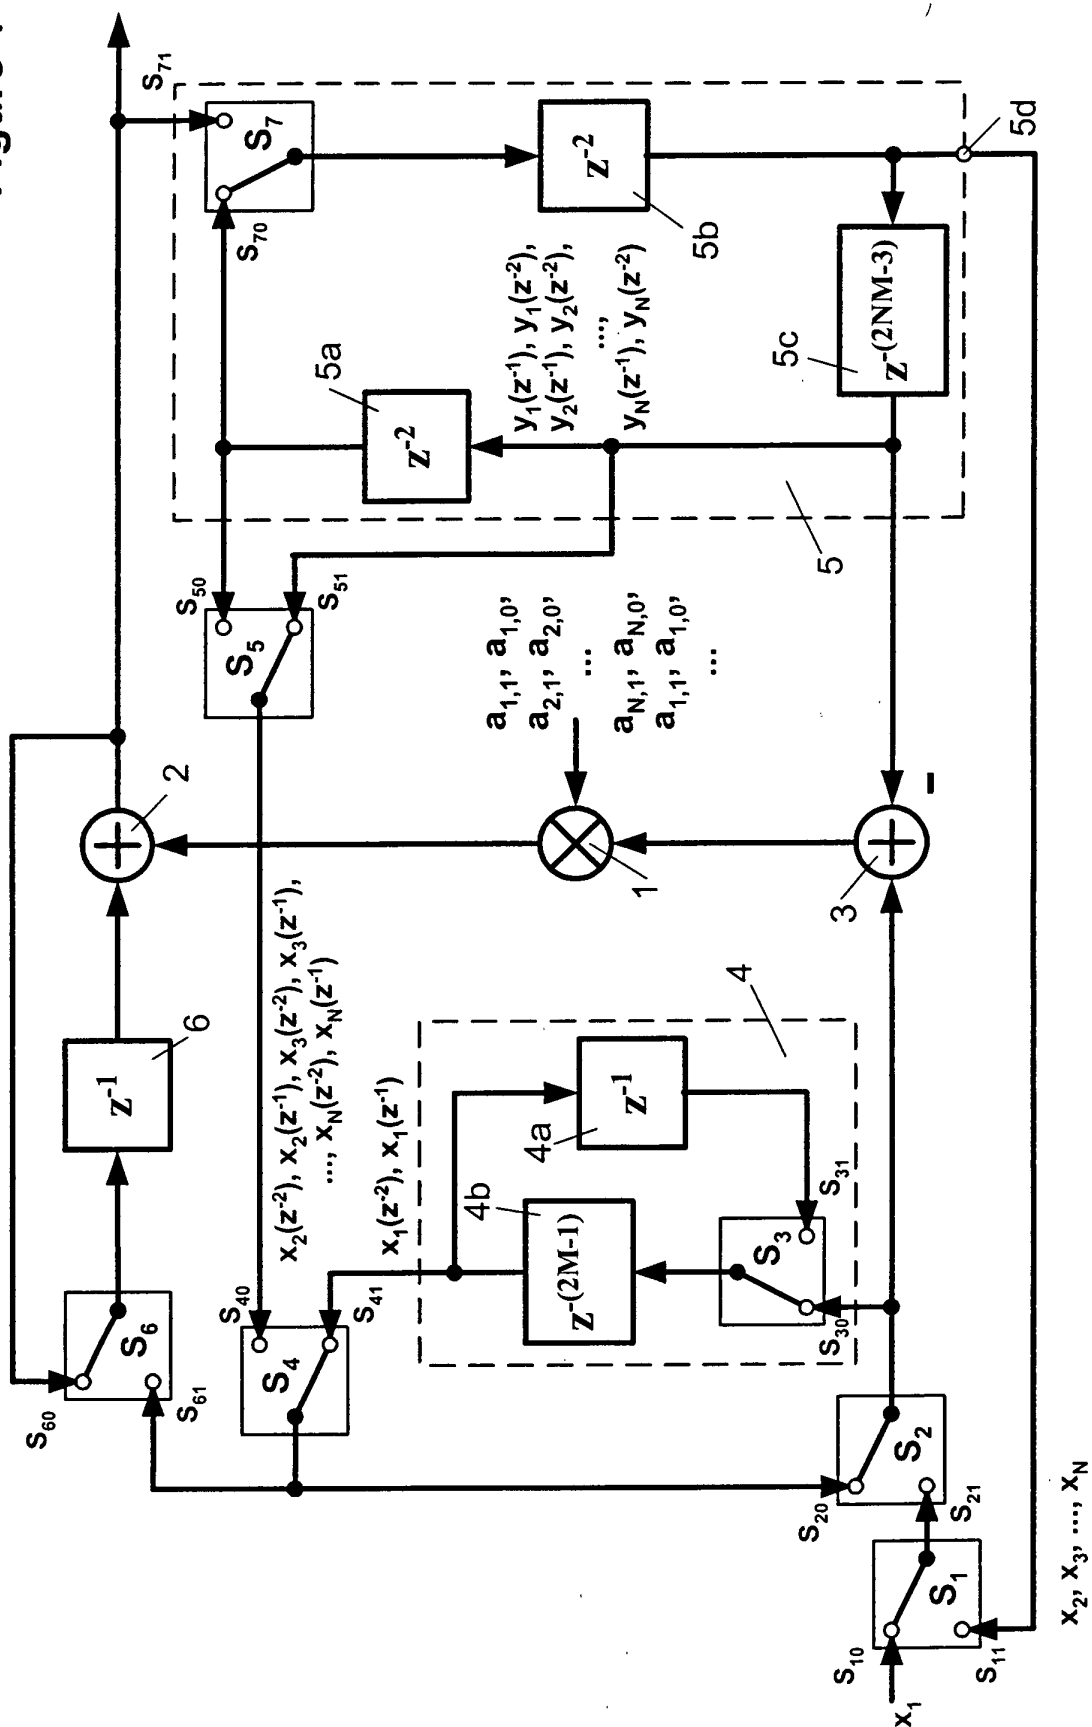 Figure
s60
S6
s61
z-1
6
2
s71
s40
S4
s41
x2(z-2), x2(z-1), x3(z-2), x3(z-1),
..., xN(z-2), xN(z-1)
x1(z-2), x1(z-1)
s50
S5
s51
s70
S7
5a
z-2
z-2
5b
y1(z-1), y1(z-2),
y2(z-1), y2(z-2),
...,
yN(z-1), yN(z-2)
a1,1, a1,0,
a2,1, a2,0,
...
aN,1, aN,0,
a1,1, a1,0,
...
1
4b
z-(2M-1)
4a
z-1
4
s30
S3
s31
s20
S2
s21
3
-
5
5c
z-(2NM-3)
5d
x1
s10
S1
s11
x2, x3, ..., xN